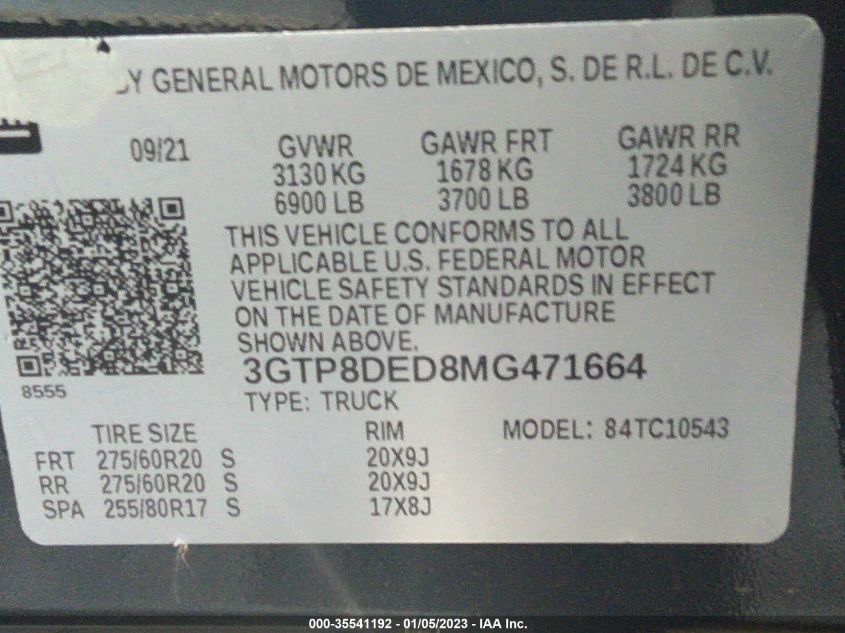 BY GENERAL MOTORS DE MEXICO, S. DE R.L. DE C.V.
09/21 GVWR GAWR FRT GAWR RR
3130 KG 1678 KG 1724 KG
6900 LB 3700 LB 3800 LB
THIS VEHICLE CONFORMS TO ALL
APPLICABLE U.S. FEDERAL MOTOR
VEHICLE SAFETY STANDARDS IN EFFECT
ON THE DATE OF MANUFACTURE
SHOWN ABOVE.
3GTP8DED8MG471664
8555
TYPE: TRUCK
TIRE SIZE RIM MODEL: 84TC10543
FRT 275/60R20 S 20X9J
RR 275/60R20 S 20X9J
SPA 255/80R17 S 17X8J
000-35541192 - 01/05/2023 - IAA Inc.